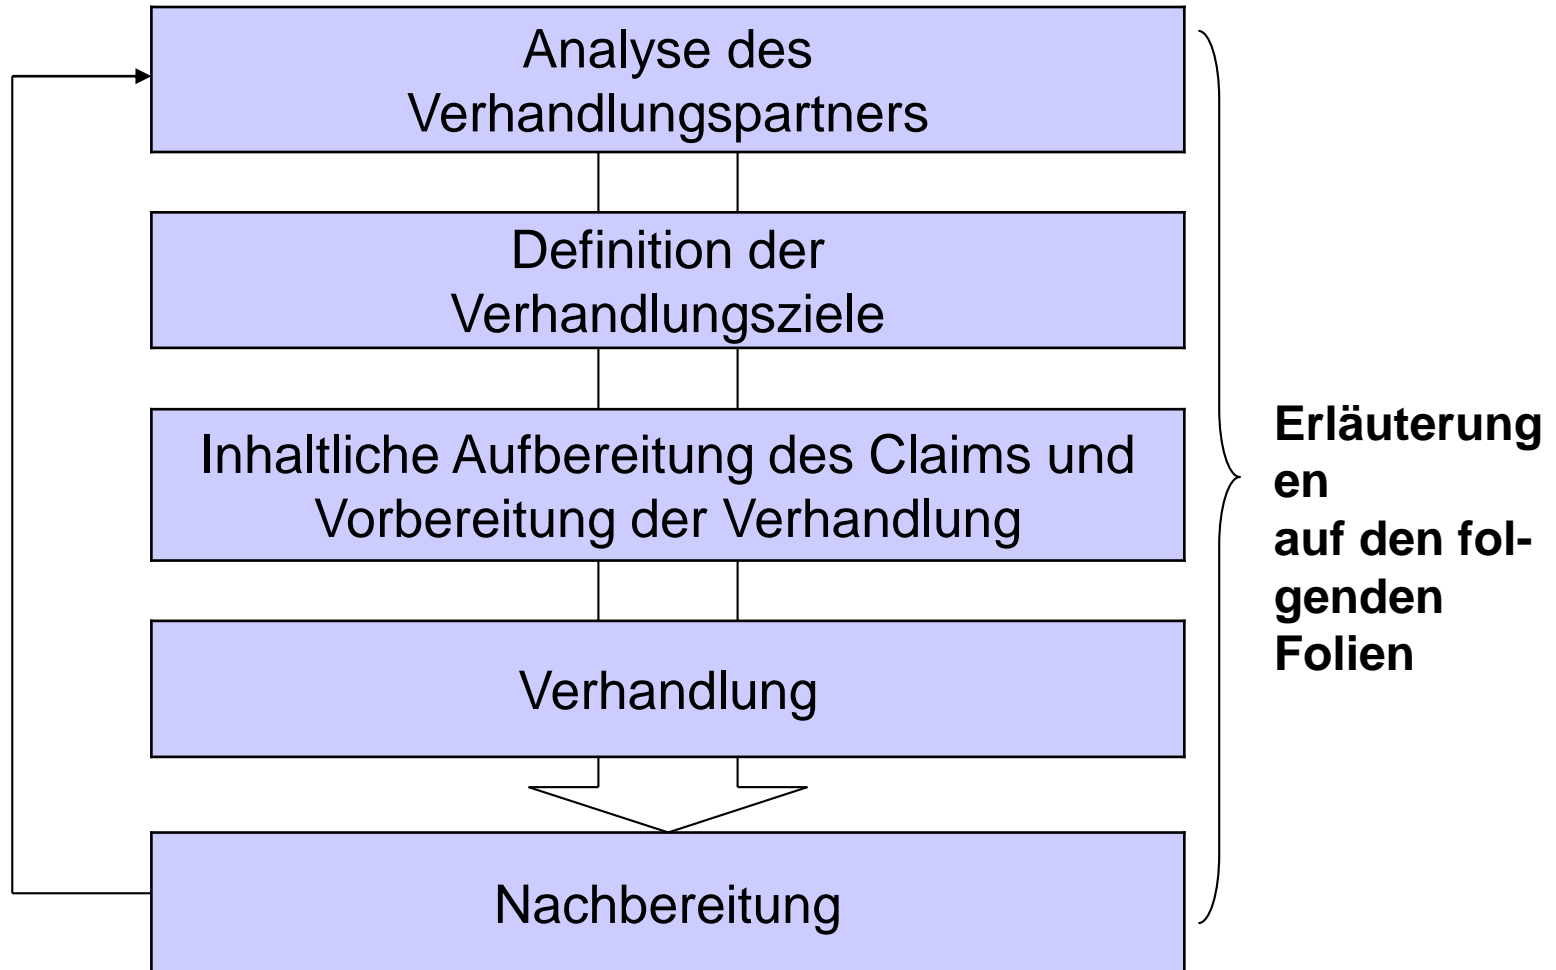 Analyse des
Verhandlungspartners
Definition der
Verhandlungsziele
Inhaltliche Aufbereitung des Claims und
Vorbereitung der Verhandlung
Verhandlung
Nachbereitung
Erläuterung
en
auf den fol-
genden
Folien